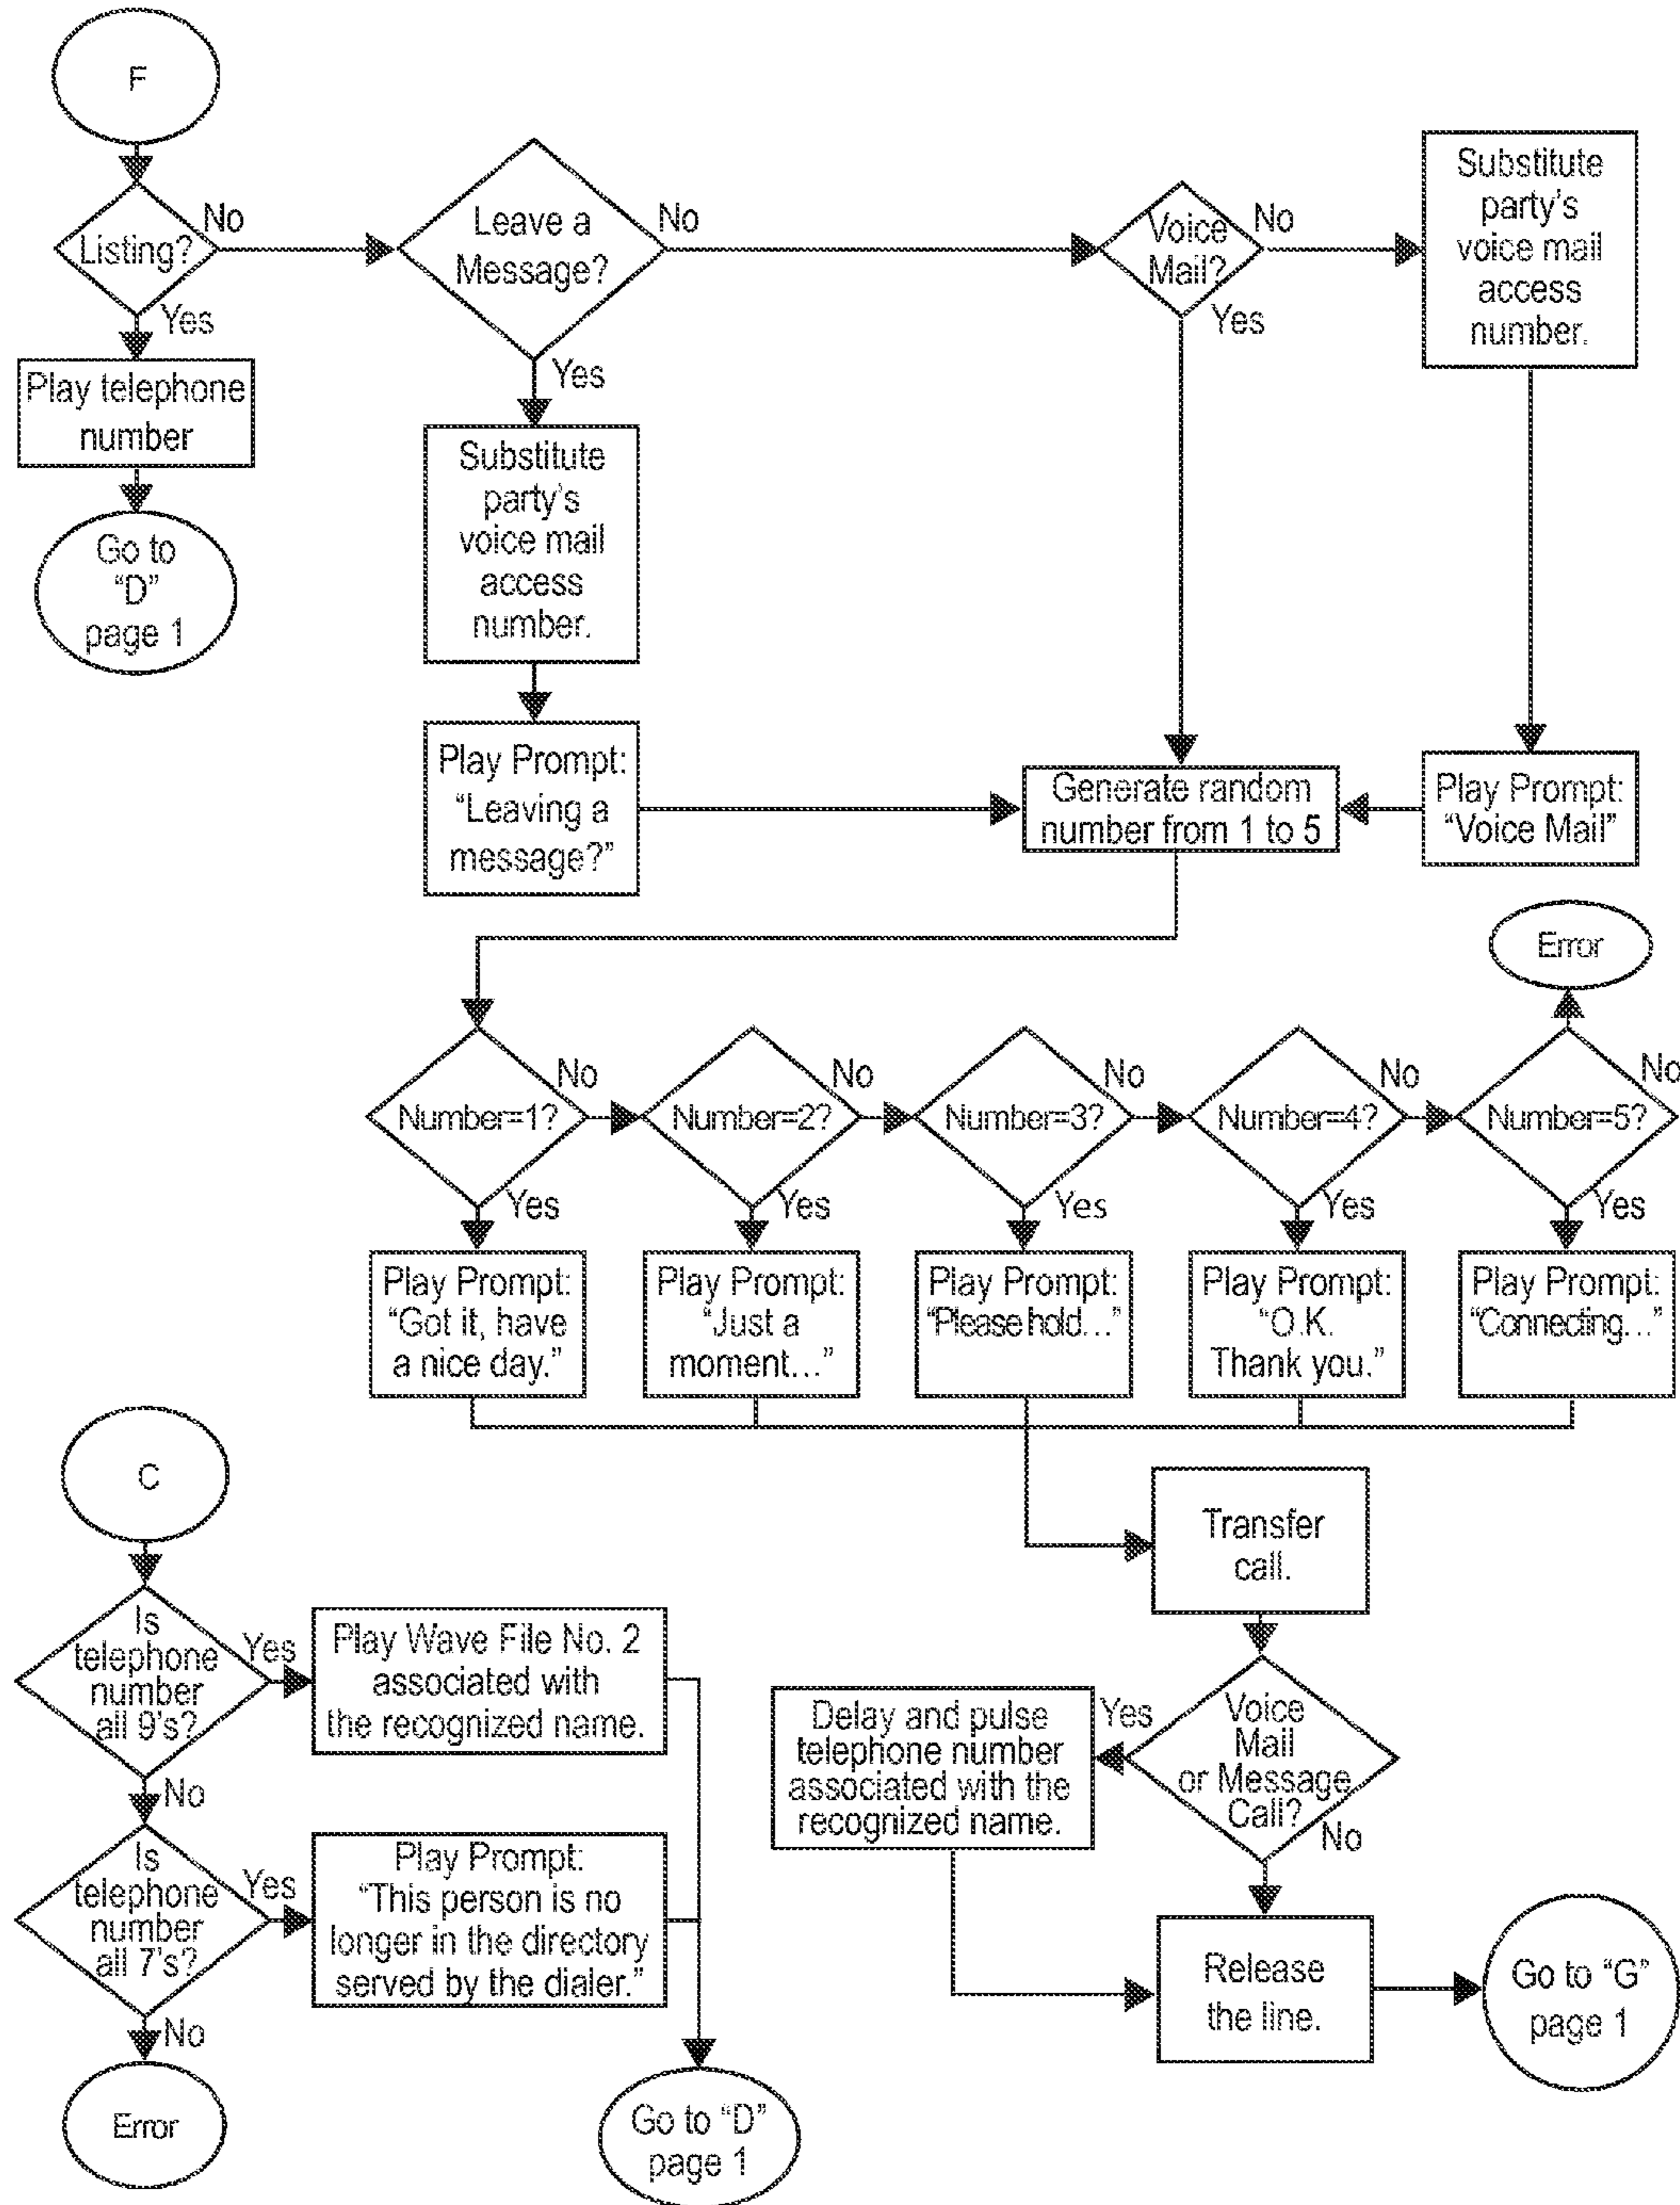 F
Listing?
No
Yes
Play telephone
number
Go to
“D”
page 1
Leave a
Message?
No
Yes
Substitute
party's
voice mail
access
number.
Play Prompt:
“Leaving a
message?”
Voice
Mail?
No
Yes
Substitute
party's
voice mail
access
number.
Play Prompt:
“Voice Mail”
Generate random
number from 1 to 5
Error
Number=1?
No
Yes
Number=2?
No
Yes
Number=3?
No
Yes
Number=4?
No
Yes
Number=5?
No
Yes
Play Prompt:
“Got it, have
a nice day.”
Play Prompt:
“Just a
moment...”
Play Prompt:
“Please hold...”
Play Prompt:
“O.K.
Thank you.”
Play Prompt:
“Connecting...”
Transfer
call.
Voice
Mail
or Message
Call?
Yes
No
Delay and pulse
telephone number
associated with the
recognized name.
Release
the line.
Go to “G”
page 1
C
Is
telephone
number
all 9's?
Yes
No
Play Wave File No. 2
associated with
the recognized name.
Is
telephone
number
all 7's?
Yes
No
Play Prompt:
“This person is no
longer in the directory
served by the dialer.”
Error
Go to “D”
page 1